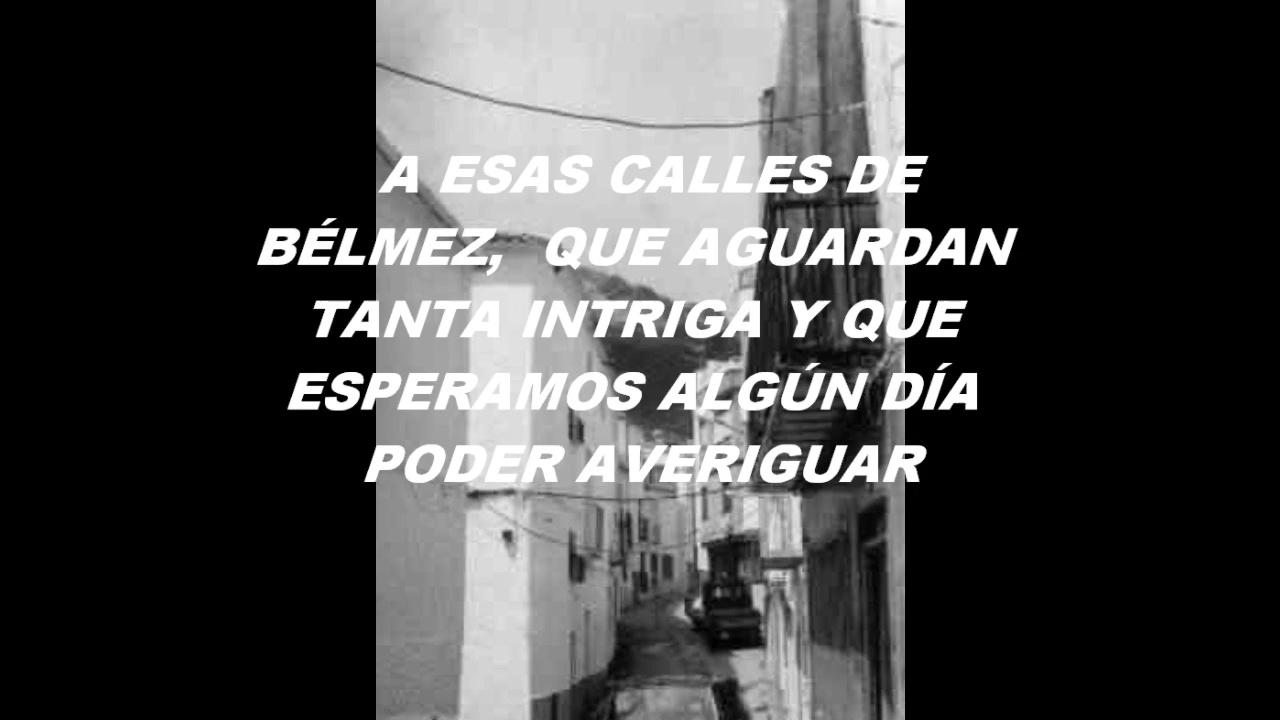 A ESAS CALLES DE
BÉLMEZ, QUE AGUARDAN
TANTA INTRIGA Y QUE
ESPERAMOS ALGÚN DÍA
PODER AVERIGUAR